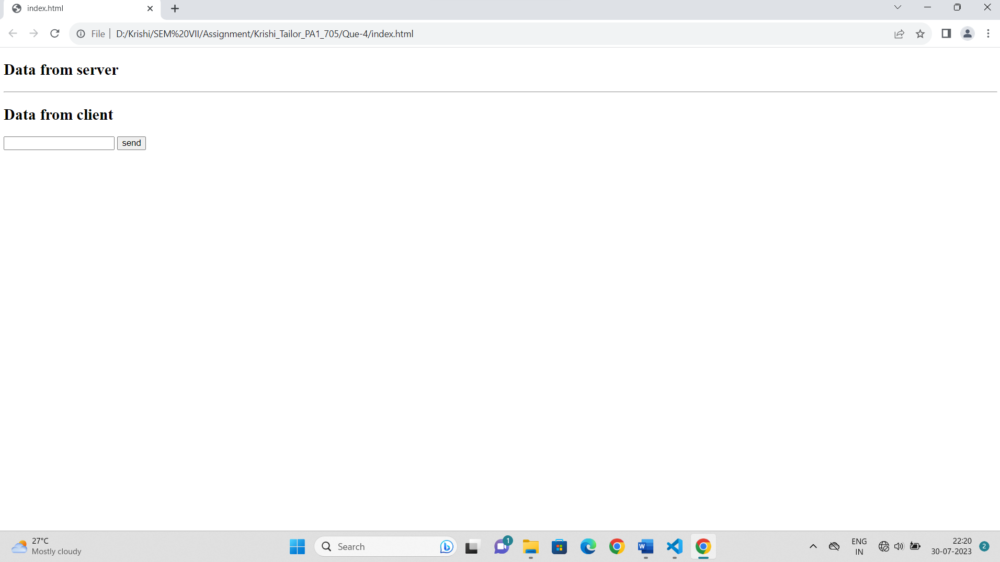 index.html
File | D:/Krishi/SEM%20VII/Assignment/Krishi_Tailor_PA1_705/Que-4/index.html
Data from server
Data from client
send
27°C
Mostly cloudy
Search
1
ENG
IN
22:20
30-07-2023
2